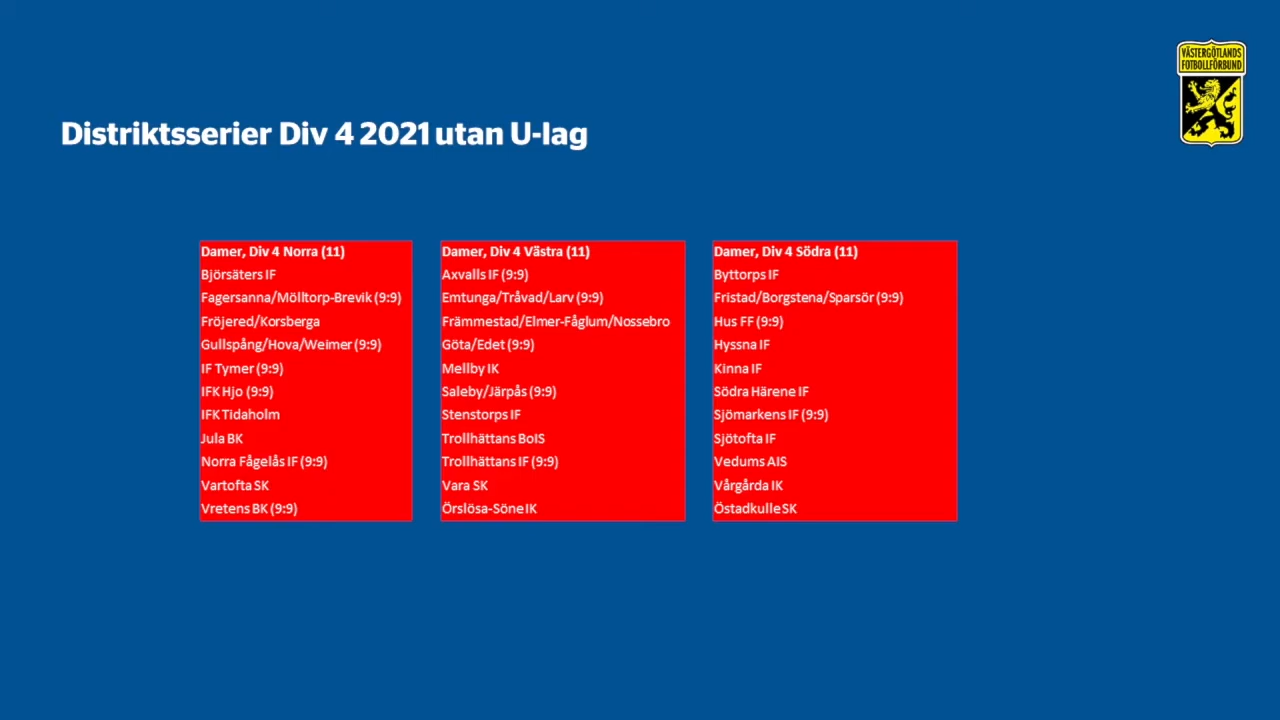 VÄSTERGÖTLANDS
FOTBOLLFÖRBUND
Distriktsserier Div 4 2021 utan U-lag
Damer, Div 4 Norra (11)
Björsäters IF
Fagersanna/Mölltorp-Brevik (9:9)
Fröjered/Korsberga
Gullspång/Hova/Weimer (9:9)
IF Tymer (9:9)
IFK Hjo (9:9)
IFK Tidaholm
Jula BK
Norra Fågelås IF (9:9)
Vartofta SK
Vretens BK (9:9)
Damer, Div 4 Västra (11)
Axvalls IF (9:9)
Emtunga/Tråvad/Larv (9:9)
Främmestad/Elmer-Fåglum/Nossebro
Göta/Edet (9:9)
Mellby IK
Saleby/Järpås (9:9)
Stenstorps IF
Trollhättans BoIS
Trollhättans IF (9:9)
Vara SK
Örslösa-Söne IK
Damer, Div 4 Södra (11)
Byttorps IF
Fristad/Borgstena/Sparsör (9:9)
Hus FF (9:9)
Hyssna IF
Kinna IF
Södra Härene IF
Sjömarkens IF (9:9)
Sjötofta IF
Vedums AIS
Vårgårda IK
Östadkulle SK